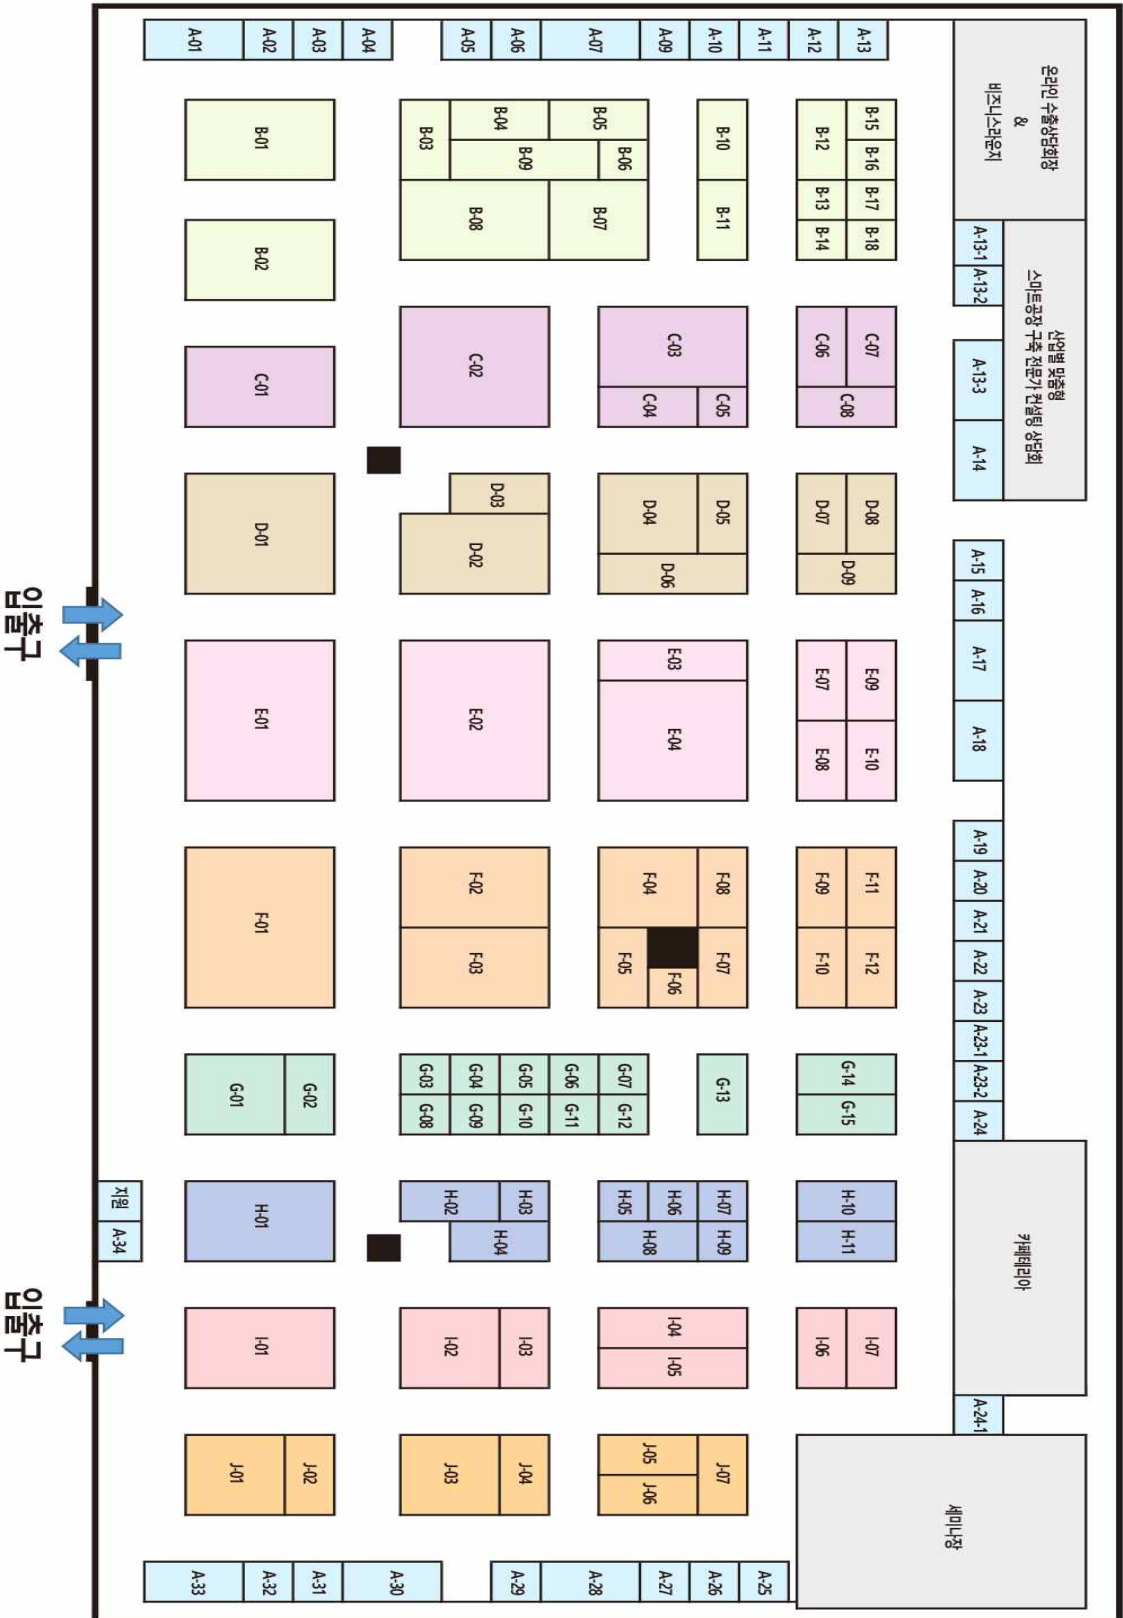 A-01
A-02
A-03
A-04
A-05
A-06
A-07
A-09
A-10
A-11
A-12
A-13
온라인 수출상담회장
&
비즈니스라운지
B-01
B-02
B-03
B-04
B-05
B-09
B-06
B-08
B-07
B-10
B-11
B-12
B-15
B-16
B-13
B-17
B-14
B-18
A-13-1
A-13-2
A-13-3
A-14
산업별 맞춤형
스마트공장 구축 전문가 컨설팅 상담회
C-01
C-02
C-03
C-04
C-05
C-06
C-07
C-08
D-01
D-03
D-02
D-04
D-05
D-06
D-07
D-08
D-09
A-15
A-16
A-17
A-18
입출구
E-01
E-02
E-03
E-04
E-07
E-09
E-08
E-10
F-01
F-02
F-03
F-04
F-08
F-05
F-06
F-07
F-09
F-11
F-10
F-12
A-19
A-20
A-21
A-22
A-23
A-23-1
A-23-2
A-24
G-01
G-02
G-03
G-04
G-05
G-06
G-07
G-08
G-09
G-10
G-11
G-12
G-13
G-14
G-15
지원
A-34
H-01
H-02
H-03
H-04
H-05
H-06
H-07
H-08
H-09
H-10
H-11
카페테리아
입출구
I-01
I-02
I-03
I-04
I-05
I-06
I-07
A-24-1
J-01
J-02
J-03
J-04
J-05
J-06
J-07
세미나장
A-33
A-32
A-31
A-30
A-29
A-28
A-27
A-26
A-25